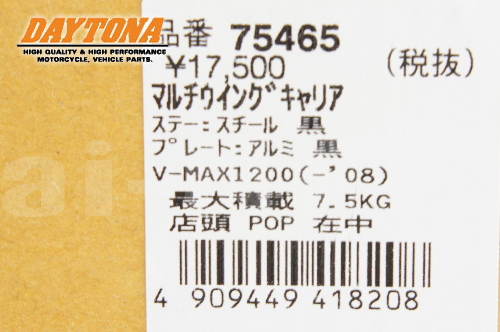 DAYTONA
HIGH QUALITY & HIGH PERFORMANCE
MOTORCYCLE, VEHICLE PARTS.
品番 75465
¥17,500 (税抜)
マルチウイングキャリア
ステー:スチール 黒
プレート:アルミ 黒
V-MAX1200(-'08)
最大積載 7.5KG
店頭 POP 在中
4 909449 418208